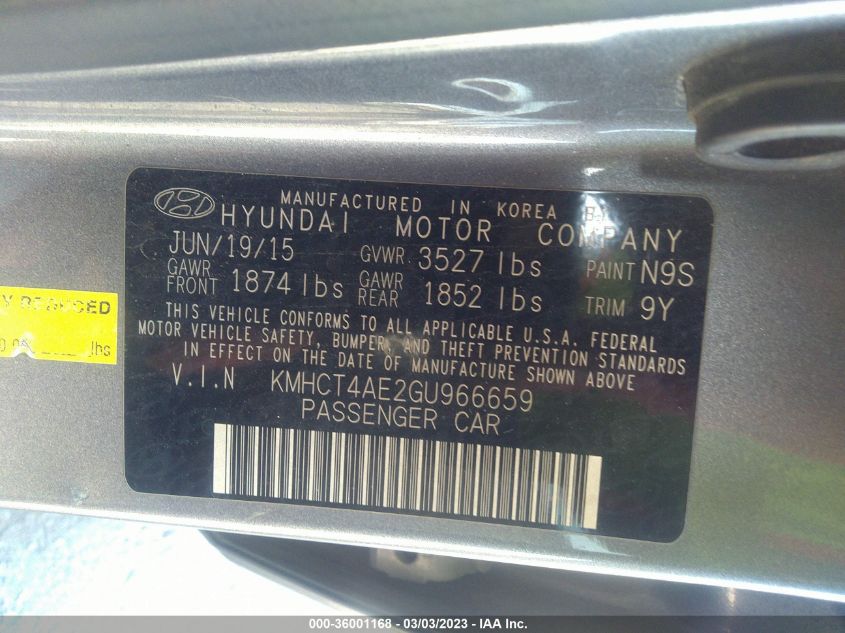 MANUFACTURED IN KOREA BY
HYUNDAI MOTOR COMPANY
JUN/19/15 GVWR 3527 lbs PAINT N9S
GAWR FRONT 1874 lbs GAWR REAR 1852 lbs TRIM 9Y
THIS VEHICLE CONFORMS TO ALL APPLICABLE U.S.A. FEDERAL
MOTOR VEHICLE SAFETY, BUMPER, AND THEFT PREVENTION STANDARDS
IN EFFECT ON THE DATE OF MANUFACTURE SHOWN ABOVE.
V.I.N KMHCT4AE2GU966659
PASSENGER CAR
Y REDUCED
lbs
000-36001168 - 03/03/2023 - IAA Inc.